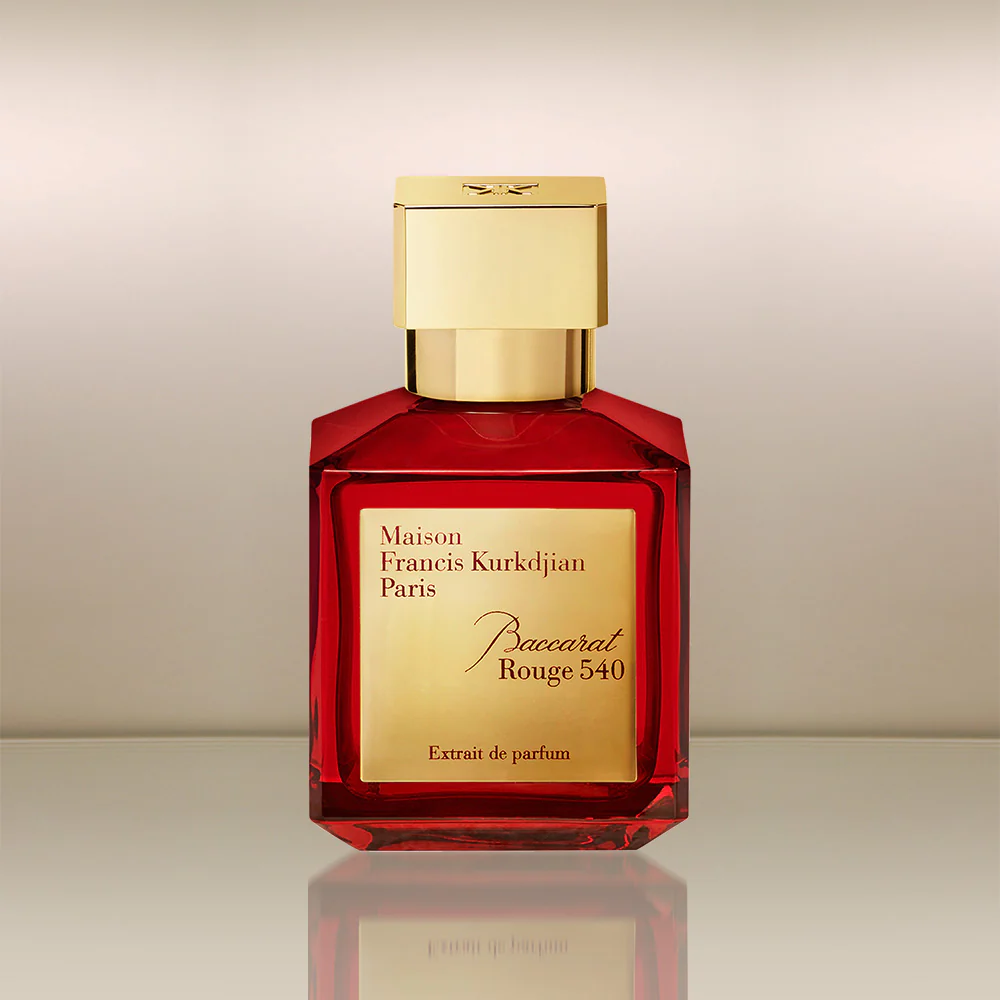 Maison
Francis Kurkdjian
Paris
Baccarat
Rouge 540
Extrait de parfum